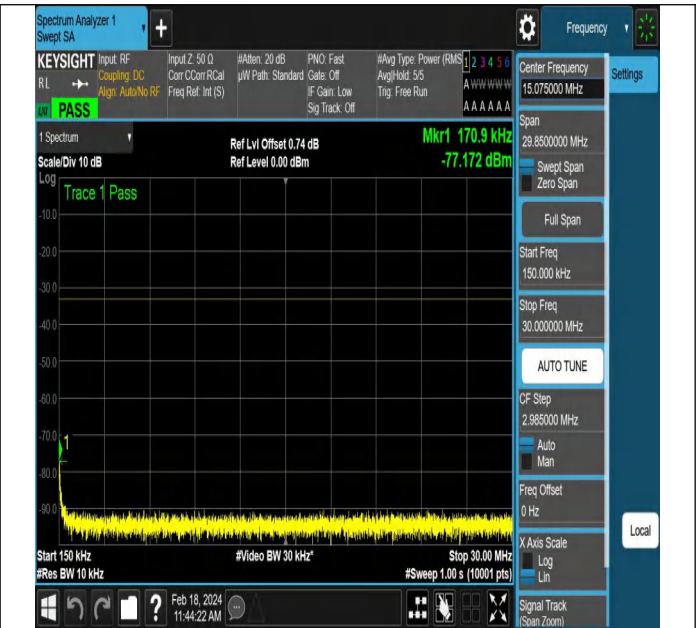 Spectrum Analyzer 1
Swept SA
+
Frequency
KEYSIGHT
Input: RF
Input Z: 50 Ω
#Atten: 20 dB
PNO: Fast
#Avg Type: Power (RMS)
1 2 3 4 5 6
RL
Coupling: DC
Corr CCorr RCal
µW Path: Standard
Gate: Off
Avg|Hold: 5/5
A W W W W W
Align: Auto/No RF
Freq Ref: Int (S)
IF Gain: Low
Trig: Free Run
Sig Track: Off
A A A A A A
PASS
1 Spectrum
Ref Lvl Offset 0.74 dB
Mkr1 170.9 kHz
Scale/Div 10 dB
Ref Level 0.00 dBm
-77.172 dBm
Log
Trace 1 Pass
-10.0
-20.0
-30.0
-40.0
-50.0
-60.0
-70.0
1
-80.0
-90.0
Start 150 kHz
#Video BW 30 kHz*
Stop 30.00 MHz
#Res BW 10 kHz
#Sweep 1.00 s (10001 pts)
?
Feb 18, 2024
11:44:22 AM
Center Frequency
15.075000 MHz
Settings
Span
29.8500000 MHz
Swept Span
Zero Span
Full Span
Start Freq
150.000 kHz
Stop Freq
30.000000 MHz
AUTO TUNE
CF Step
2.985000 MHz
Auto
Man
Freq Offset
0 Hz
Local
X Axis Scale
Log
Lin
Signal Track
(Span Zoom)